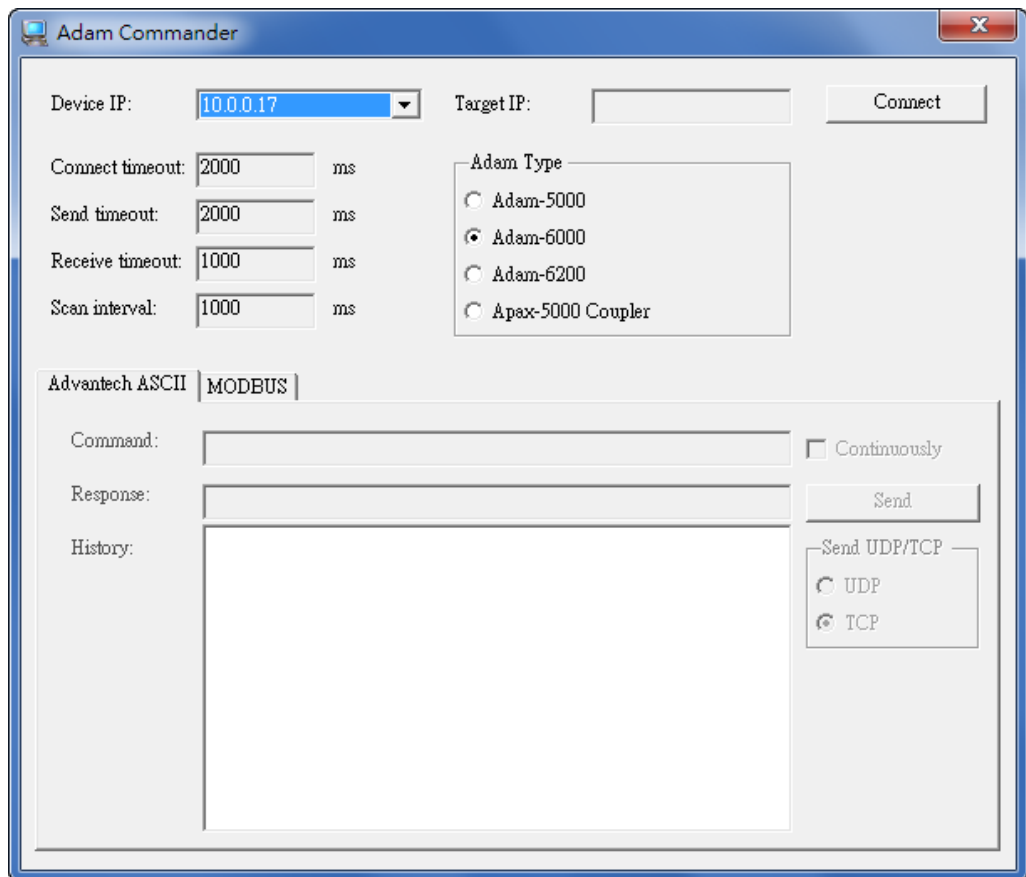 Adam Commander
Device IP: 10.0.0.17 Target IP: Connect
Connect timeout: 2000 ms
Send timeout: 2000 ms
Receive timeout: 1000 ms
Scan interval: 1000 ms
Adam Type
Adam-5000
Adam-6000
Adam-6200
Apax-5000 Coupler
Advantech ASCII MODBUS
Command: Continuously
Response: Send
History:
Send UDP/TCP
UDP
TCP